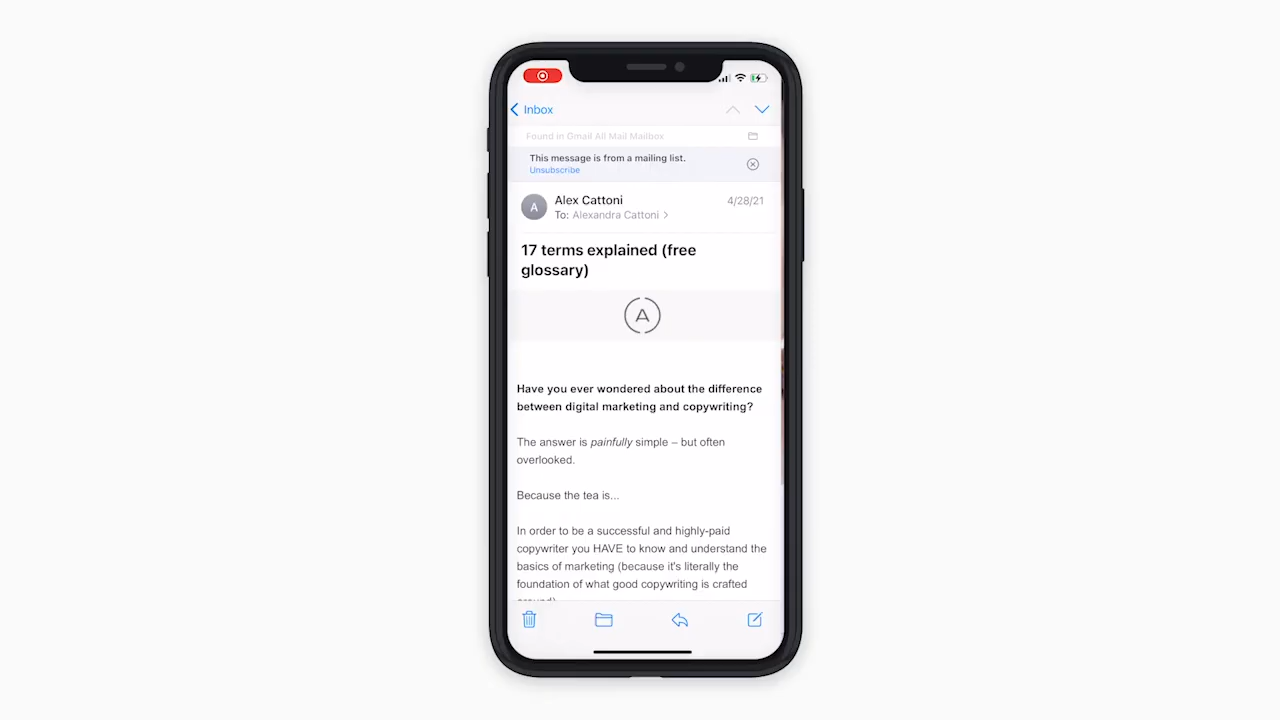 Inbox
Found in Gmail All Mail Mailbox
This message is from a mailing list.
Unsubscribe
A
Alex Cattoni
4/28/21
To: Alexandra Cattoni
17 terms explained (free
glossary)
A
Have you ever wondered about the difference
between digital marketing and copywriting?
The answer is painfully simple – but often
overlooked.
Because the tea is...
In order to be a successful and highly-paid
copywriter you HAVE to know and understand the
basics of marketing (because it's literally the
foundation of what good copywriting is crafted
around)